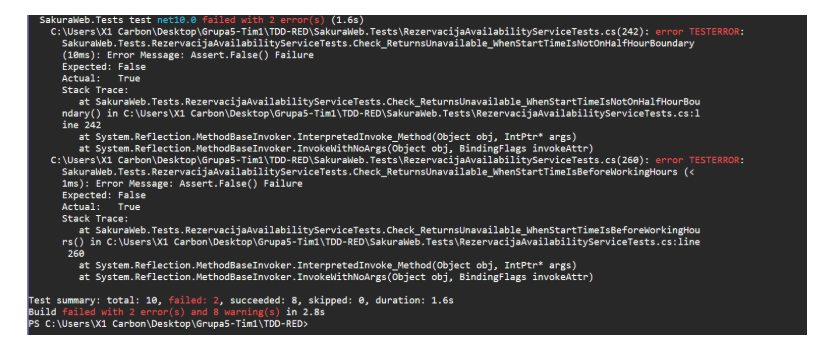 SakuraWeb.Tests test net10.0 failed with 2 error(s) (1.6s)
C:\Users\X1 Carbon\Desktop\Grupa5-Tim1\TDD-RED\SakuraWeb.Tests\RezervacijaAvailabilityServiceTests.cs(242): error TESTERROR:
SakuraWeb.Tests.RezervacijaAvailabilityServiceTests.Check_ReturnsUnavailable_WhenStartTimeIsNotOnHalfHourBoundary
(10ms): Error Message: Assert.False() Failure
Expected: False
Actual:   True
Stack Trace:
at SakuraWeb.Tests.RezervacijaAvailabilityServiceTests.Check_ReturnsUnavailable_WhenStartTimeIsNotOnHalfHourBou
ndary() in C:\Users\X1 Carbon\Desktop\Grupa5-Tim1\TDD-RED\SakuraWeb.Tests\RezervacijaAvailabilityServiceTests.cs:l
ine 242
at System.Reflection.MethodBaseInvoker.InterpretedInvoke_Method(Object obj, IntPtr* args)
at System.Reflection.MethodBaseInvoker.InvokeWithNoArgs(Object obj, BindingFlags invokeAttr)
C:\Users\X1 Carbon\Desktop\Grupa5-Tim1\TDD-RED\SakuraWeb.Tests\RezervacijaAvailabilityServiceTests.cs(260): error TESTERROR:
SakuraWeb.Tests.RezervacijaAvailabilityServiceTests.Check_ReturnsUnavailable_WhenStartTimeIsBeforeWorkingHours (<
1ms): Error Message: Assert.False() Failure
Expected: False
Actual:   True
Stack Trace:
at SakuraWeb.Tests.RezervacijaAvailabilityServiceTests.Check_ReturnsUnavailable_WhenStartTimeIsBeforeWorkingHou
rs() in C:\Users\X1 Carbon\Desktop\Grupa5-Tim1\TDD-RED\SakuraWeb.Tests\RezervacijaAvailabilityServiceTests.cs:line
260
at System.Reflection.MethodBaseInvoker.InterpretedInvoke_Method(Object obj, IntPtr* args)
at System.Reflection.MethodBaseInvoker.InvokeWithNoArgs(Object obj, BindingFlags invokeAttr)
Test summary: total: 10, failed: 2, succeeded: 8, skipped: 0, duration: 1.6s
Build failed with 2 error(s) and 8 warning(s) in 2.8s
PS C:\Users\X1 Carbon\Desktop\Grupa5-Tim1\TDD-RED>